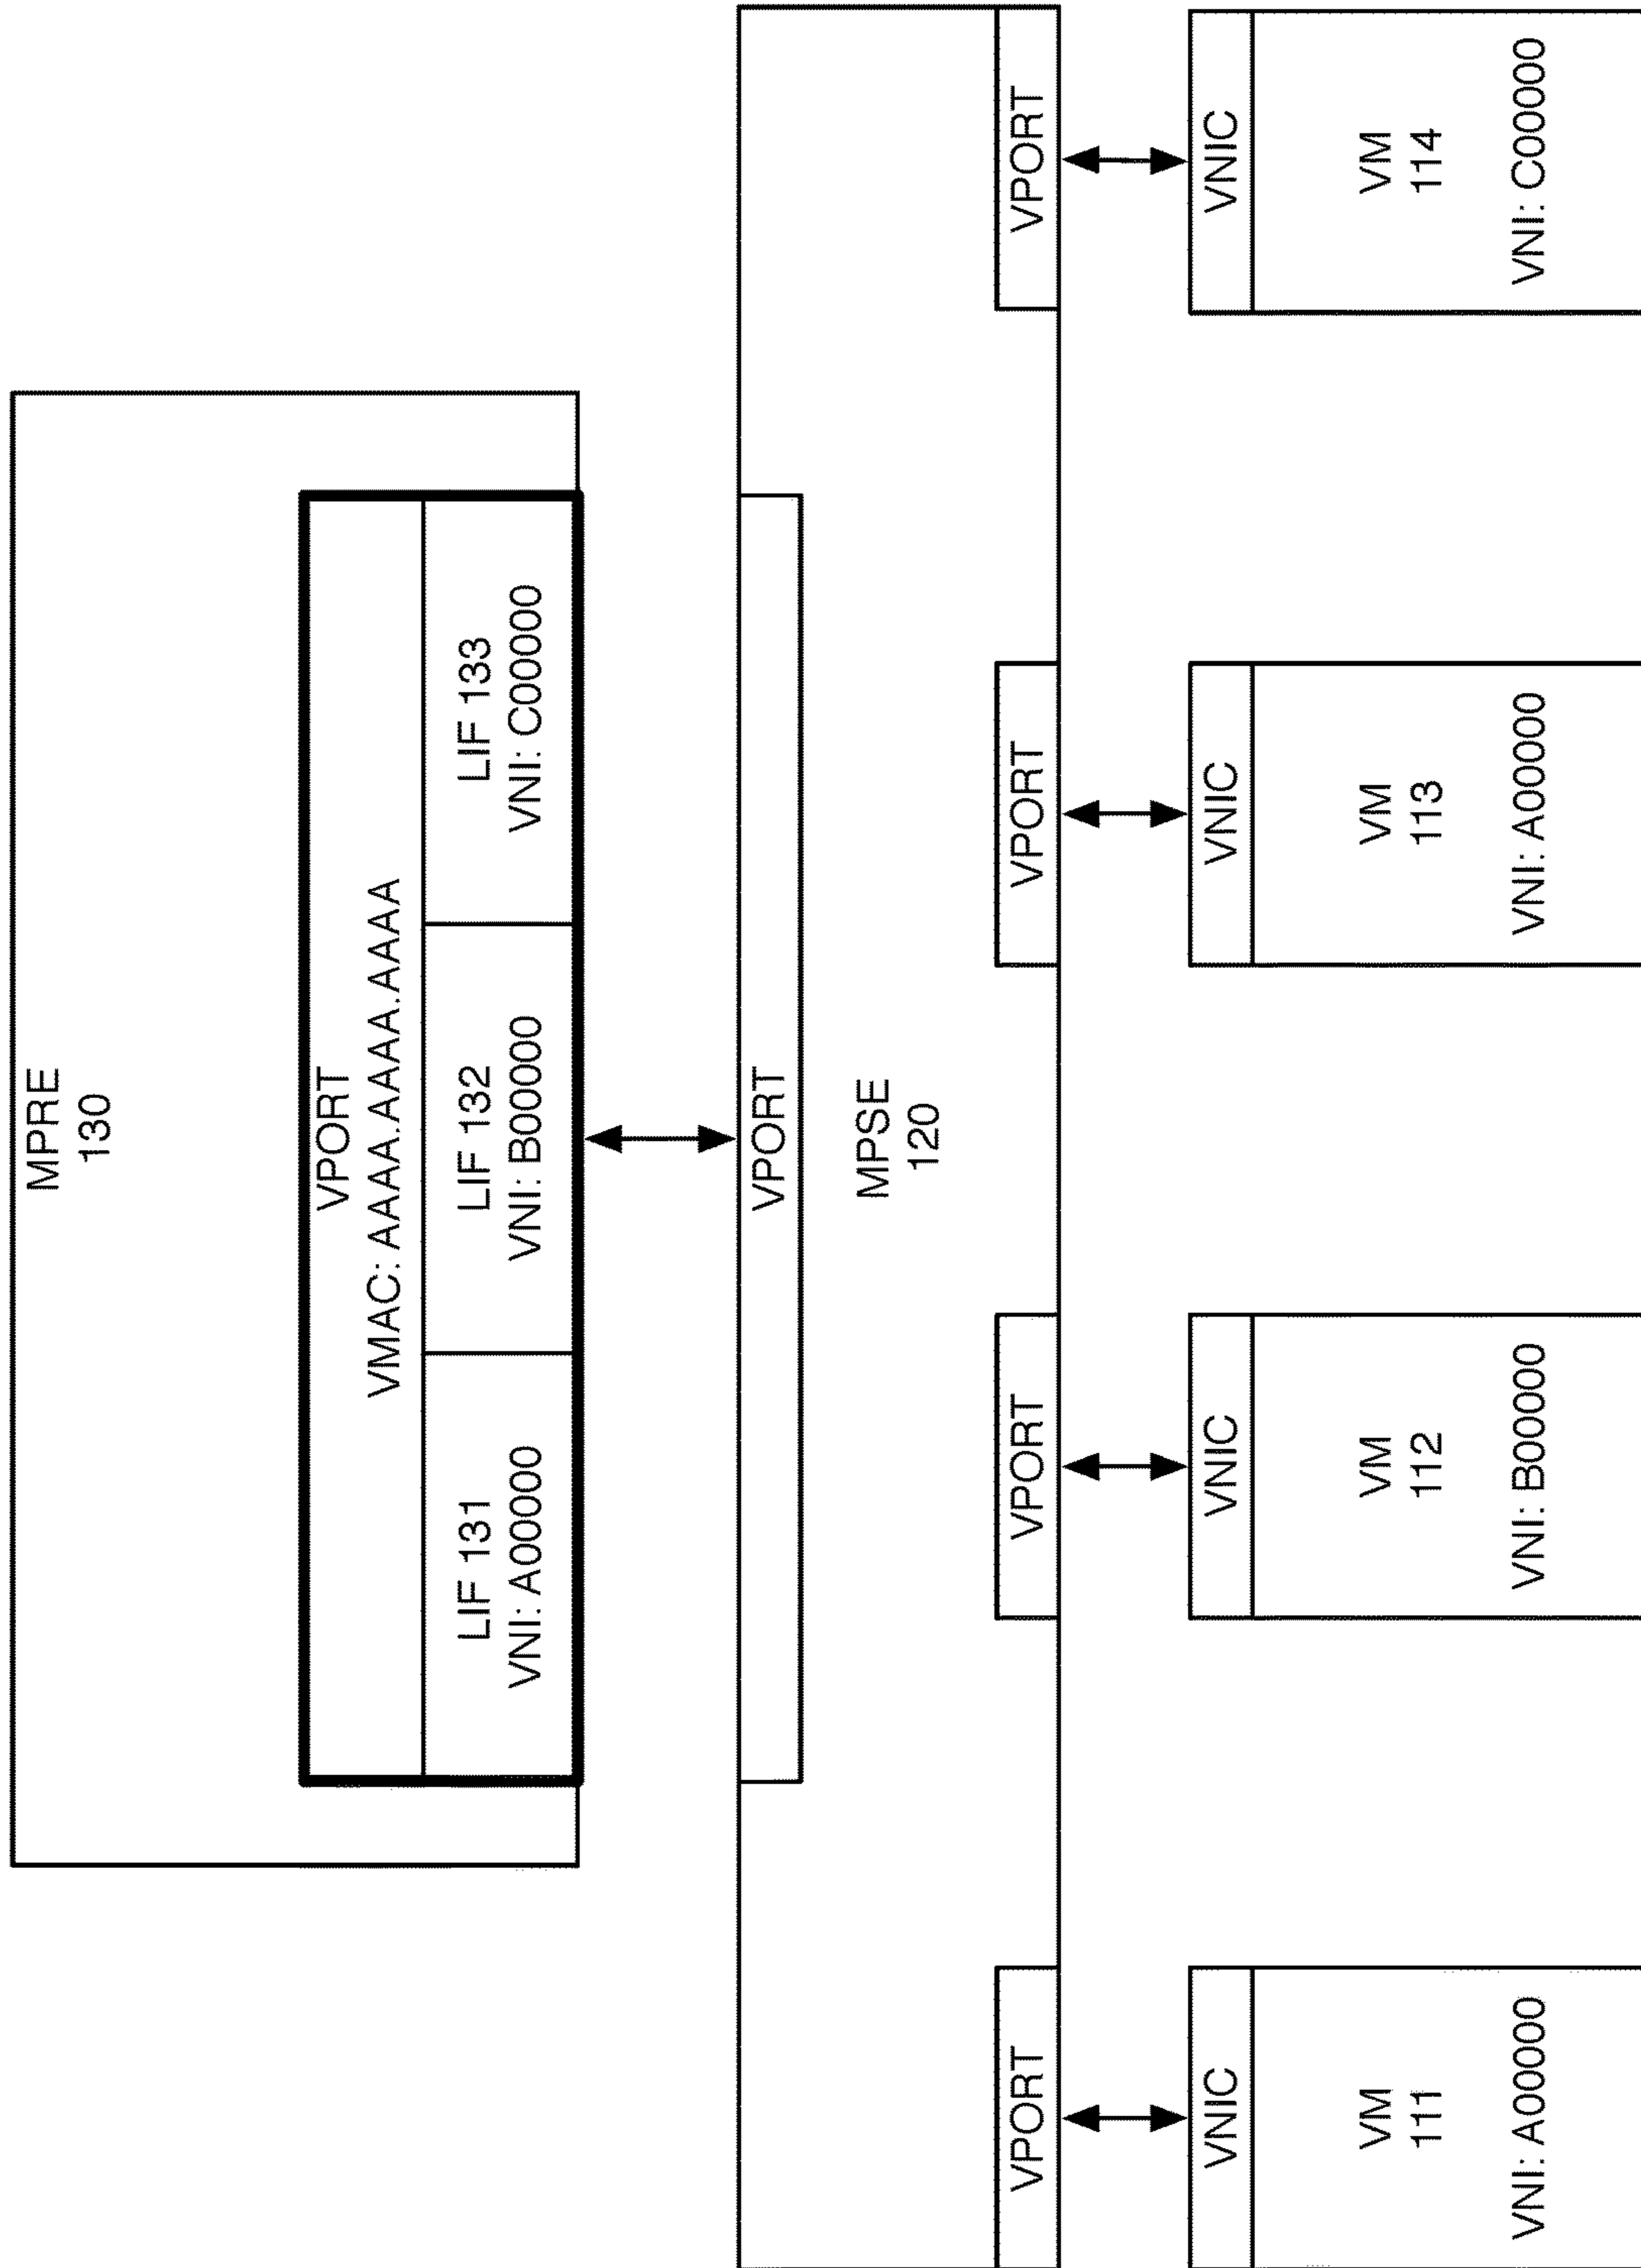 MPRE
130
VPORT
VMAC: AAAA.AAAA.AAAA
LIF 131
VNI: A00000
LIF 132
VNI: B00000
LIF 133
VNI: C00000
VPORT
MPSE
120
VPORT
VPORT
VPORT
VPORT
VNIC
VM
111
VNI: A00000
VNIC
VM
112
VNI: B00000
VNIC
VM
113
VNI: A00000
VNIC
VM
114
VNI: C00000